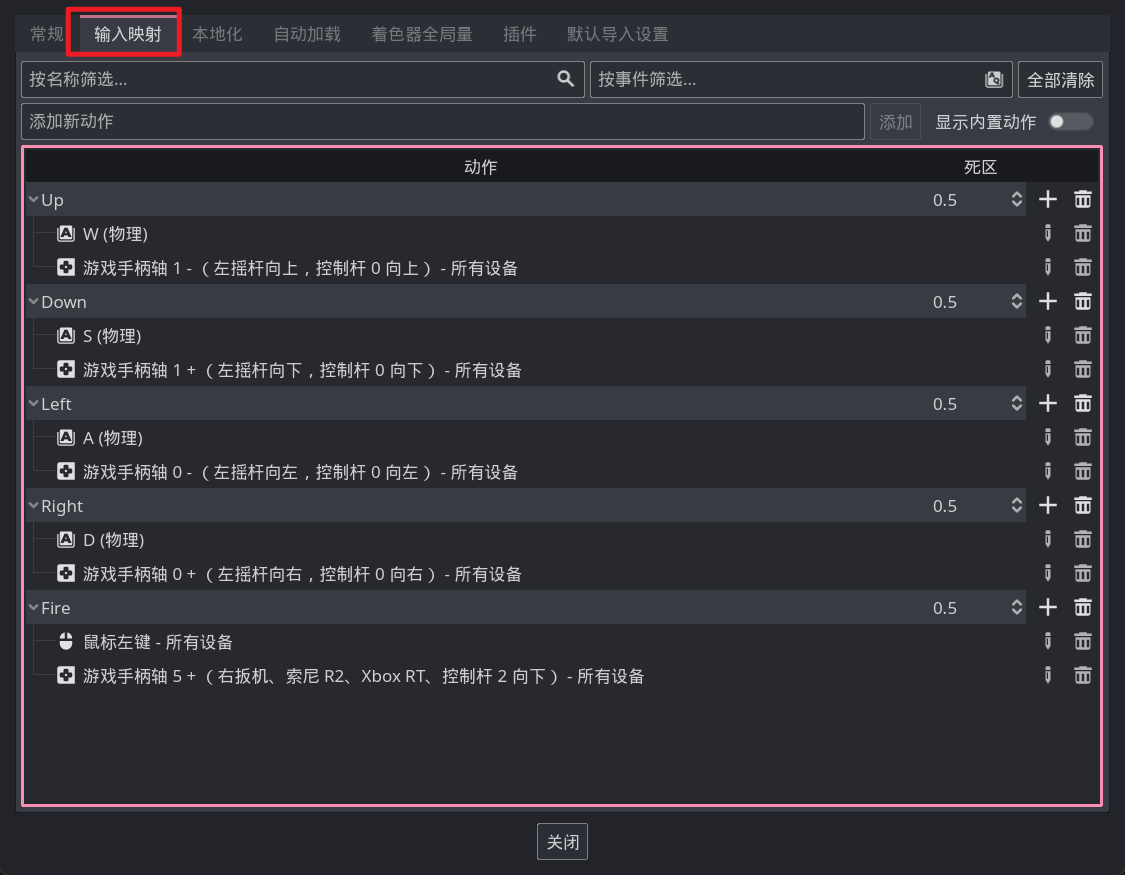 常规 输入映射 本地化 自动加载 着色器全局量 插件 默认导入设置
按名称筛选... 按事件筛选... 全部清除
添加新动作 添加 显示内置动作
动作 死区
Up 0.5
W (物理)
游戏手柄轴 1 - （左摇杆向上，控制杆 0 向上） - 所有设备
Down 0.5
S (物理)
游戏手柄轴 1 + （左摇杆向下，控制杆 0 向下） - 所有设备
Left 0.5
A (物理)
游戏手柄轴 0 - （左摇杆向左，控制杆 0 向左） - 所有设备
Right 0.5
D (物理)
游戏手柄轴 0 + （左摇杆向右，控制杆 0 向右） - 所有设备
Fire 0.5
鼠标左键 - 所有设备
游戏手柄轴 5 + （右扳机、索尼 R2、Xbox RT、控制杆 2 向下） - 所有设备
关闭